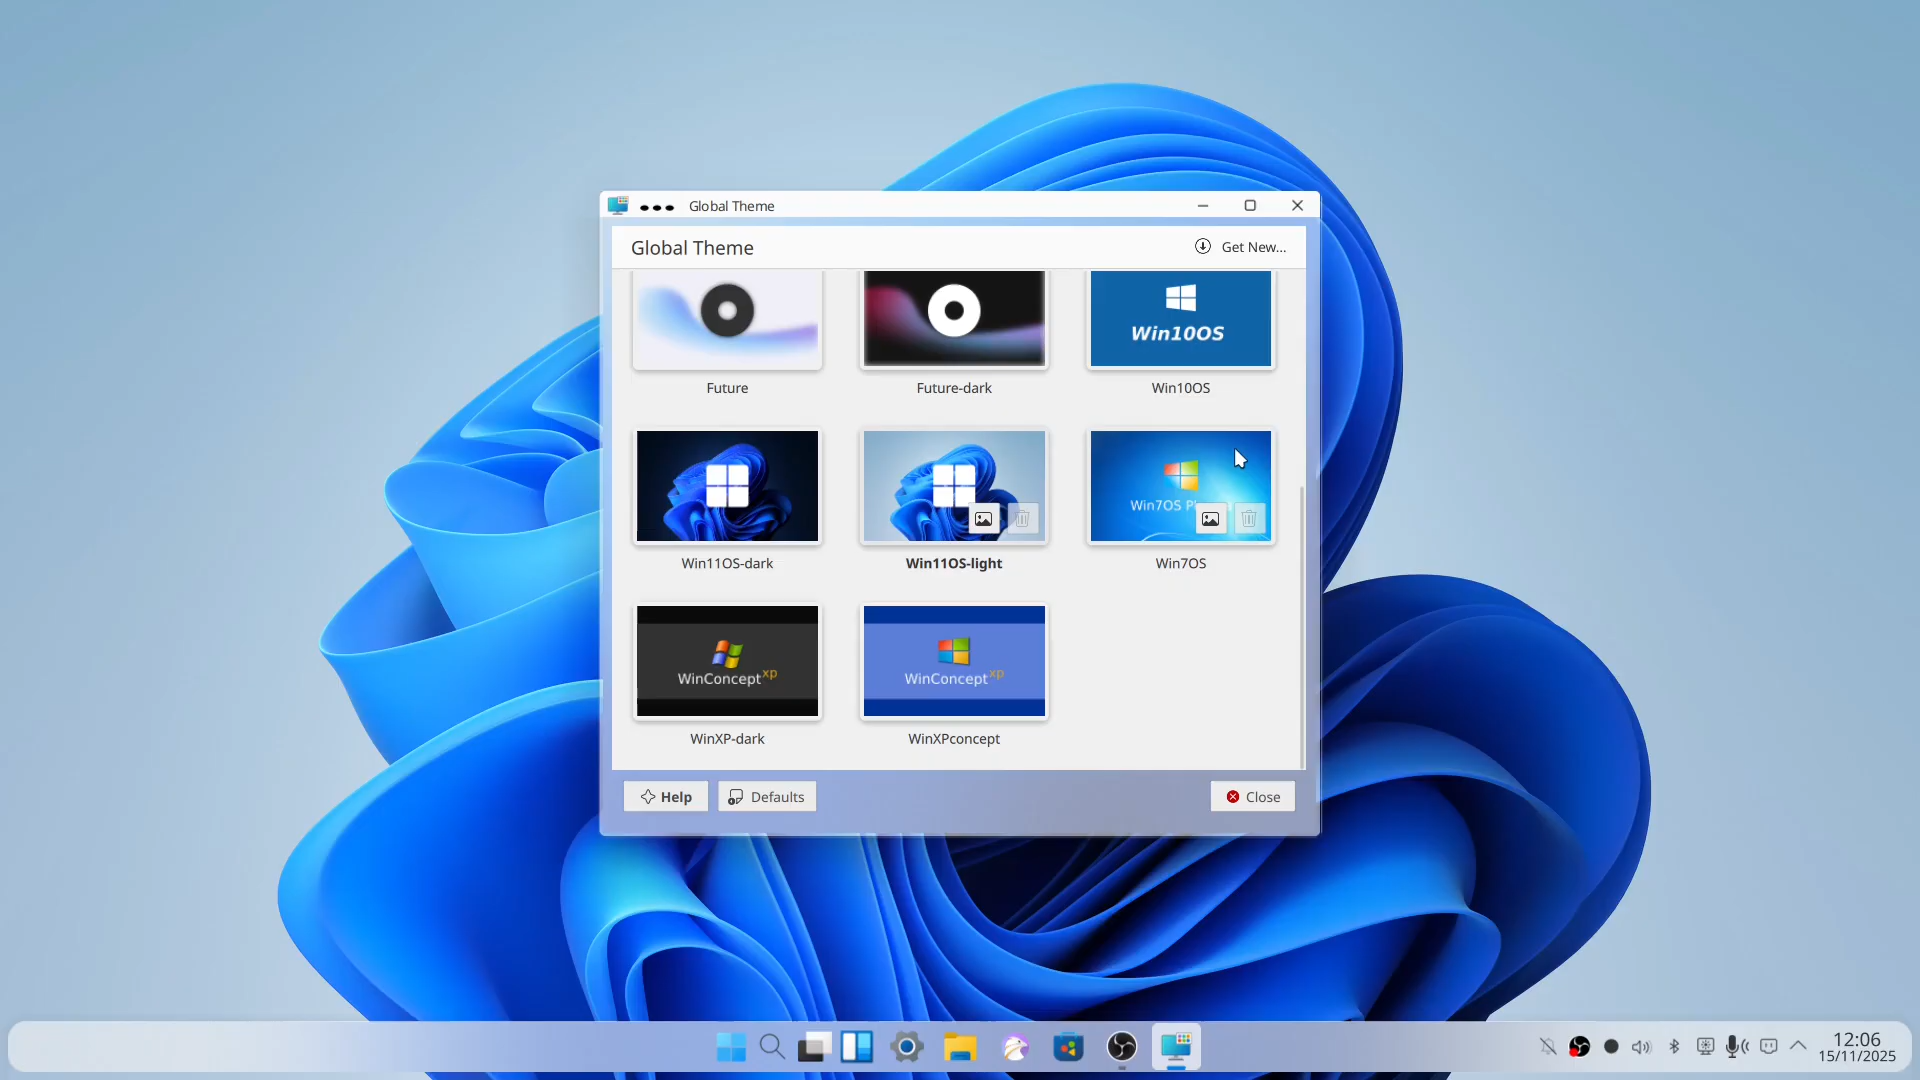 Global Theme
Global Theme
Get New...
Win10OS
Future
Future-dark
Win10OS
Win7OS
Win11OS-dark
Win11OS-light
Win7OS
WinConcept xp
WinConcept xp
WinXP-dark
WinXPconcept
Help
Defaults
Close
12:06
15/11/2025